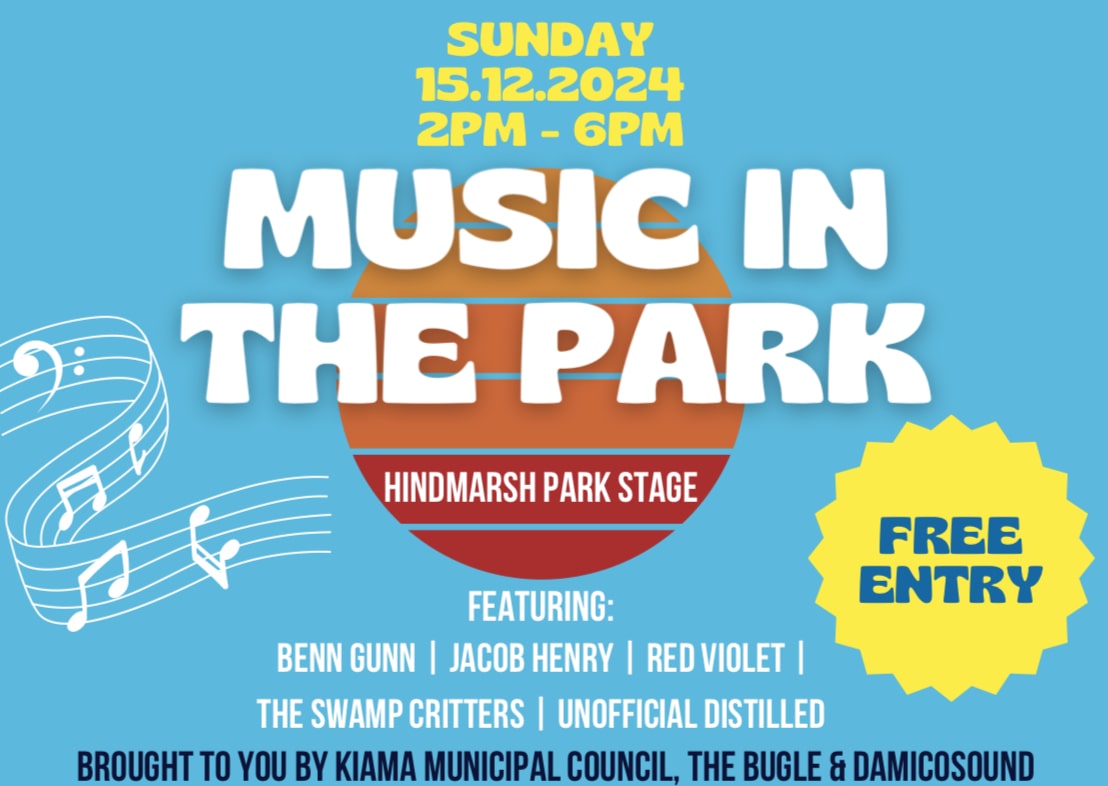 SUNDAY
15.12.2024
2PM - 6PM
MUSIC IN
THE PARK
HINDMARSH PARK STAGE
FREE
ENTRY
FEATURING:
BENN GUNN | JACOB HENRY | RED VIOLET |
THE SWAMP CRITTERS | UNOFFICIAL DISTILLED
BROUGHT TO YOU BY KIAMA MUNICIPAL COUNCIL, THE BUGLE & DAMICOSOUND